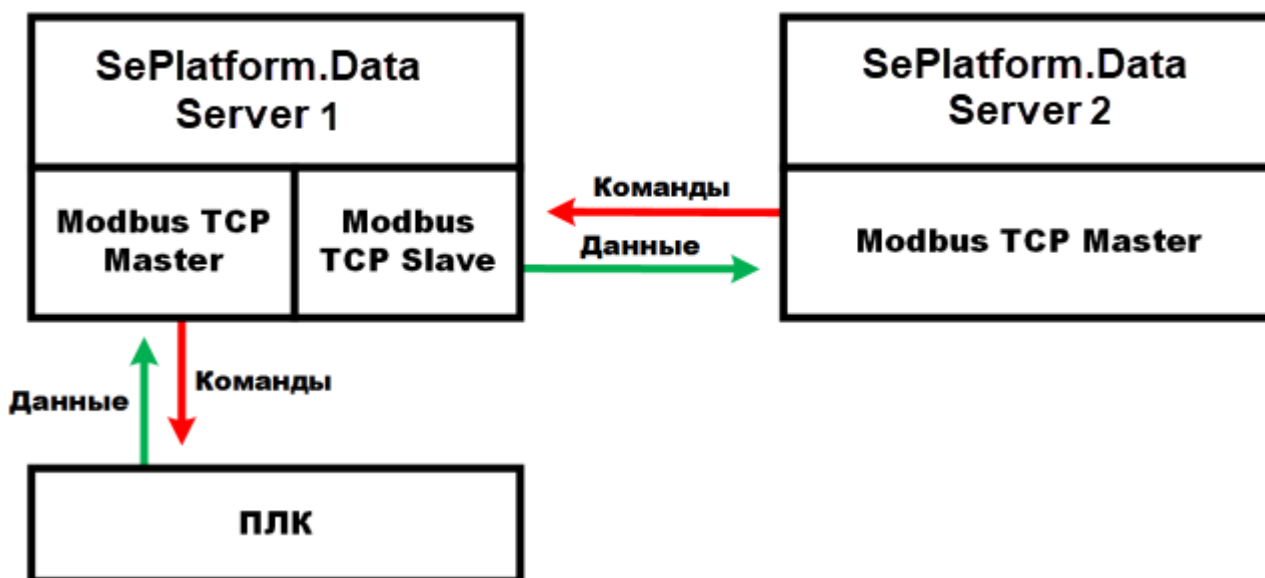 SePlatform.Data
Server 1
SePlatform.Data
Server 2
Modbus TCP
Master
Modbus
TCP Slave
Команды
Данные
Modbus TCP Master
Данные
Команды
ПЛК